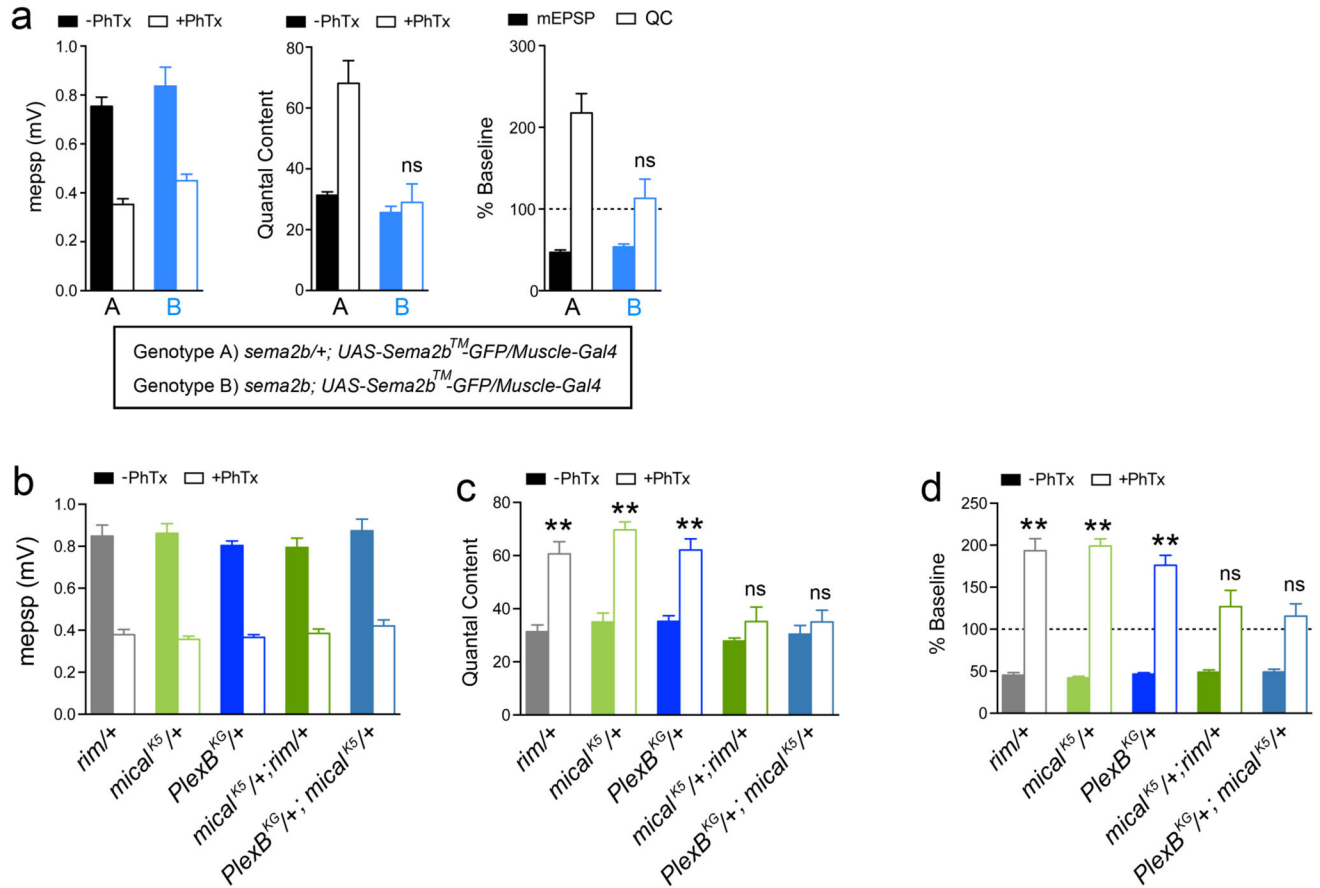 a
-PhTx +PhTx
mepsp (mV)
1.0
0.8
0.6
0.4
0.2
0.0
A B
-PhTx +PhTx
Quantal Content
80
60
40
20
0
ns
A B
mEPSP QC
% Baseline
300
200
100
0
ns
A B
Genotype A) sema2b/+; UAS-Sema2bTM-GFP/Muscle-Gal4
Genotype B) sema2b; UAS-Sema2bTM-GFP/Muscle-Gal4
b
-PhTx +PhTx
mepsp (mV)
1.0
0.8
0.6
0.4
0.2
0.0
rim/+
micalK5/+
PlexBKG/+
micalK5/+;rim/+
PlexBKG/+; micalK5/+
c
-PhTx +PhTx
Quantal Content
80
60
40
20
0
** ** ** ns ns
rim/+
micalK5/+
PlexBKG/+
micalK5/+;rim/+
PlexBKG/+; micalK5/+
d
-PhTx +PhTx
% Baseline
250
200
150
100
50
0
** ** ** ns ns
rim/+
micalK5/+
PlexBKG/+
micalK5/+;rim/+
PlexBKG/+; micalK5/+